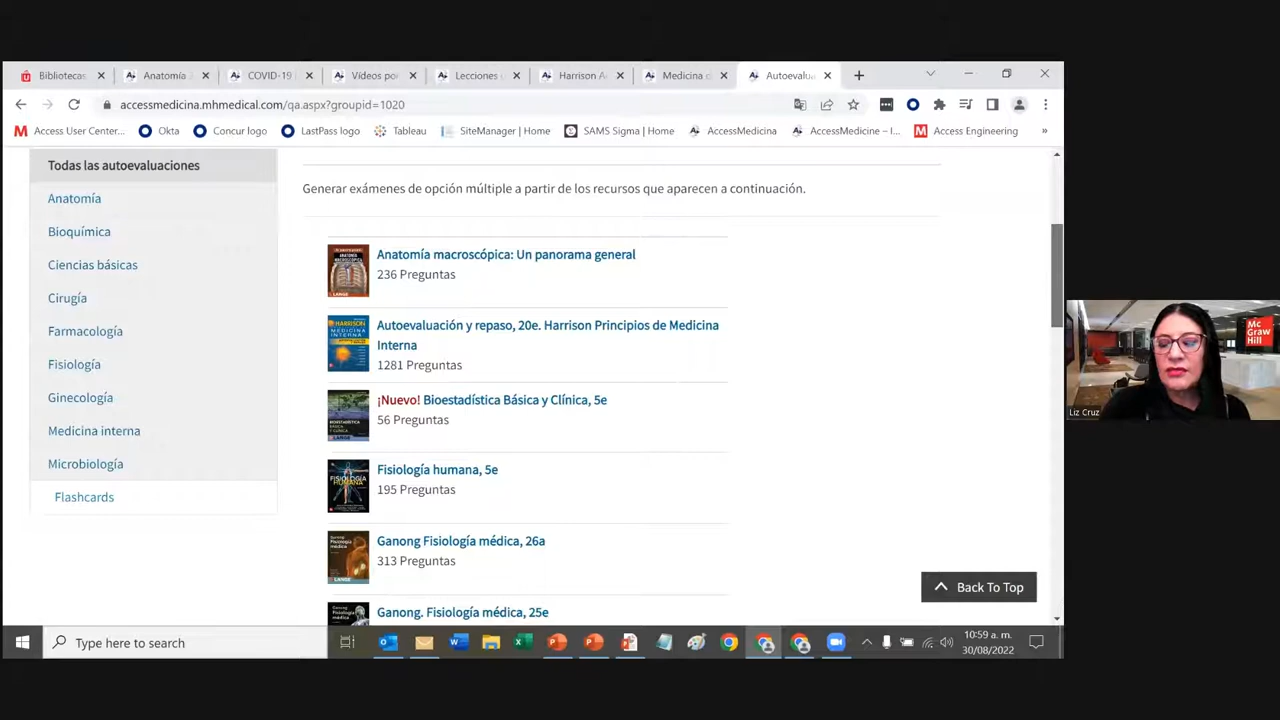 Bibliotecas
Anatomía
COVID-19
Vídeos po
Lecciones
Harrison A
Medicina
Autoevalu
accessmedicina.mhmedical.com/qa.aspx?groupid=1020
Access User Center...
Okta
Concur logo
LastPass logo
Tableau
SiteManager | Home
SAMS Sigma | Home
AccessMedicina
AccessMedicine – I...
Access Engineering
Todas las autoevaluaciones
Anatomía
Bioquímica
Ciencias básicas
Cirugía
Farmacología
Fisiología
Ginecología
Medicina interna
Microbiología
Flashcards
Generar exámenes de opción múltiple a partir de los recursos que aparecen a continuación.
Anatomía macroscópica: Un panorama general
236 Preguntas
Autoevaluación y repaso, 20e. Harrison Principios de Medicina
Interna
1281 Preguntas
¡Nuevo! Bioestadística Básica y Clínica, 5e
56 Preguntas
Fisiología humana, 5e
195 Preguntas
Ganong Fisiología médica, 26a
313 Preguntas
Ganong. Fisiología médica, 25e
Back To Top
Mc
Graw
Hill
Liz Cruz
Type here to search
10:59 a. m.
30/08/2022